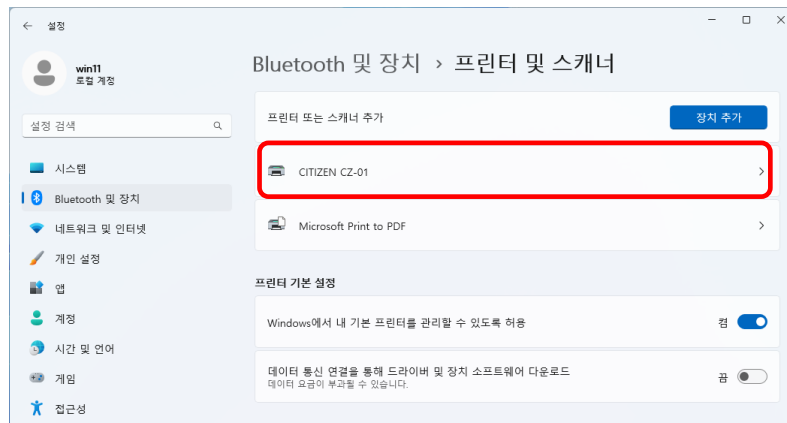 설정
win11
로컬 계정
설정 검색
시스템
Bluetooth 및 장치
네트워크 및 인터넷
개인 설정
앱
계정
시간 및 언어
게임
접근성
Bluetooth 및 장치 › 프린터 및 스캐너
프린터 또는 스캐너 추가
장치 추가
CITIZEN CZ-01
Microsoft Print to PDF
프린터 기본 설정
Windows에서 내 기본 프린터를 관리할 수 있도록 허용
켬
데이터 통신 연결을 통해 드라이버 및 장치 소프트웨어 다운로드
데이터 요금이 부과될 수 있습니다.
끔